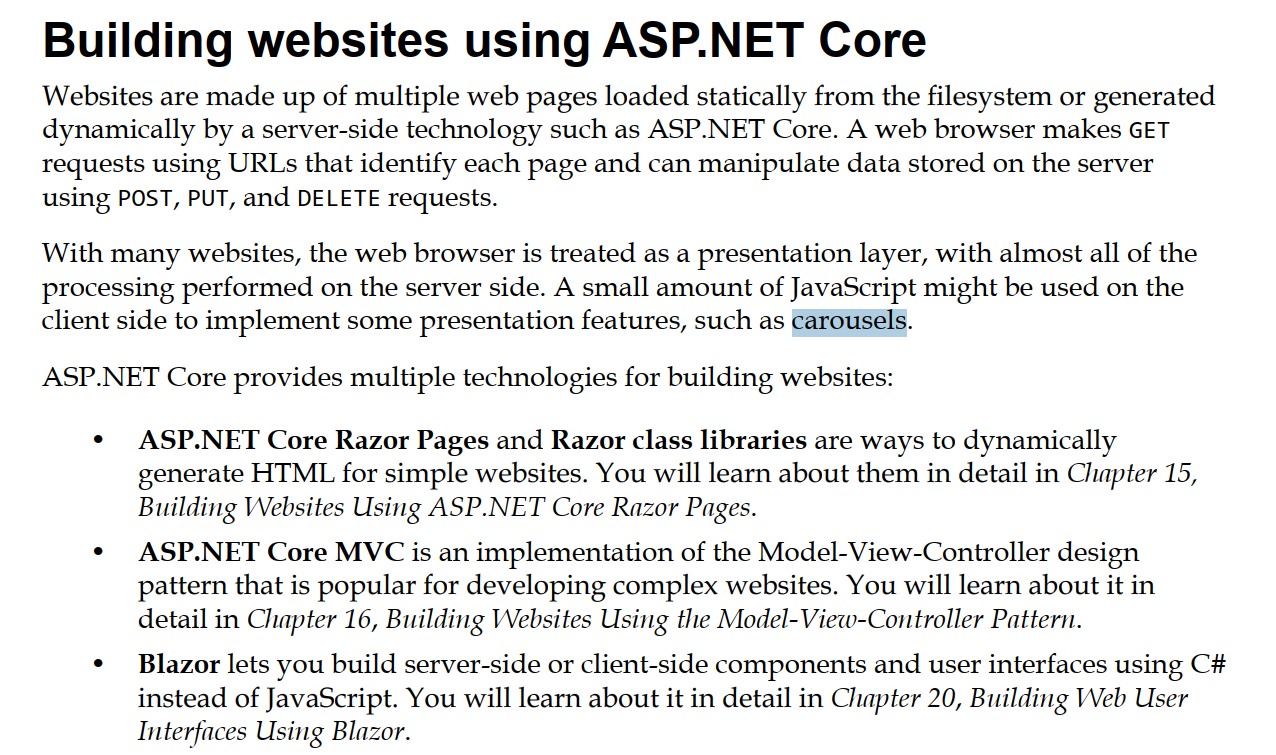 Building websites using ASP.NET Core
Websites are made up of multiple web pages loaded statically from the filesystem or generated
dynamically by a server-side technology such as ASP.NET Core. A web browser makes GET
requests using URLs that identify each page and can manipulate data stored on the server
using POST, PUT, and DELETE requests.
With many websites, the web browser is treated as a presentation layer, with almost all of the
processing performed on the server side. A small amount of JavaScript might be used on the
client side to implement some presentation features, such as carousels.
ASP.NET Core provides multiple technologies for building websites:
• ASP.NET Core Razor Pages and Razor class libraries are ways to dynamically
generate HTML for simple websites. You will learn about them in detail in Chapter 15,
Building Websites Using ASP.NET Core Razor Pages.
• ASP.NET Core MVC is an implementation of the Model-View-Controller design
pattern that is popular for developing complex websites. You will learn about it in
detail in Chapter 16, Building Websites Using the Model-View-Controller Pattern.
• Blazor lets you build server-side or client-side components and user interfaces using C#
instead of JavaScript. You will learn about it in detail in Chapter 20, Building Web User
Interfaces Using Blazor.